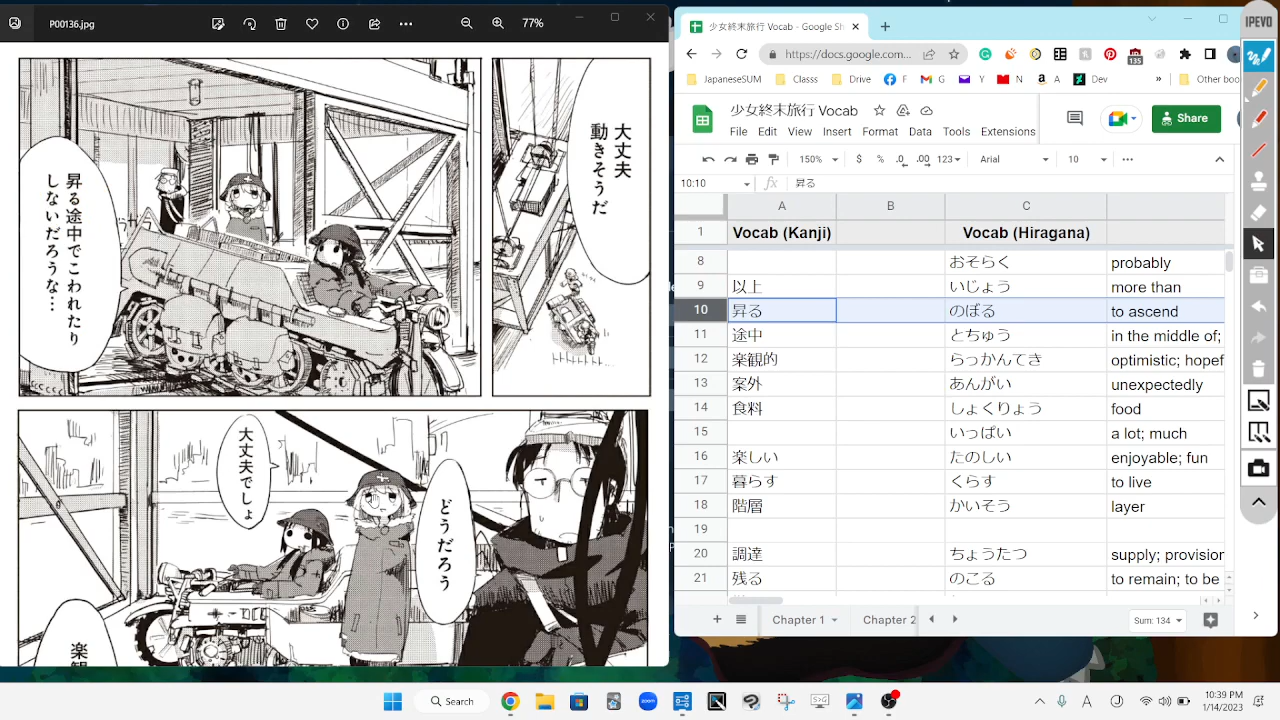 P00136.jpg
77%
大丈夫
動きそうだ
昇る途中でこわれたり
しないだろうな…
大丈夫でしょ
どうだろう
楽観
少女終末旅行 Vocab - Google Sh
https://docs.google.com...
135
JapaneseSUM
Classs
Drive
F
G
Y
N
A
Dev
»
Other boo
少女終末旅行 Vocab
Share
File Edit View Insert Format Data Tools Extensions
150% $ % .0 .00 123 Arial 10
10:10 fx 昇る
A B C
1 Vocab (Kanji) Vocab (Hiragana)
8 おそらく probably
9 以上 いじょう more than
10 昇る のぼる to ascend
11 途中 とちゅう in the middle of;
12 楽観的 らっかんてき optimistic; hopef
13 案外 あんがい unexpectedly
14 食料 しょくりょう food
15 いっぱい a lot; much
16 楽しい たのしい enjoyable; fun
17 暮らす くらす to live
18 階層 かいそう layer
19
20 調達 ちょうたつ supply; provision
21 残る のこる to remain; to be
Chapter 1 Chapter 2
Sum: 134
IPEVO
Search
zoom
A
10:39 PM
1/14/2023